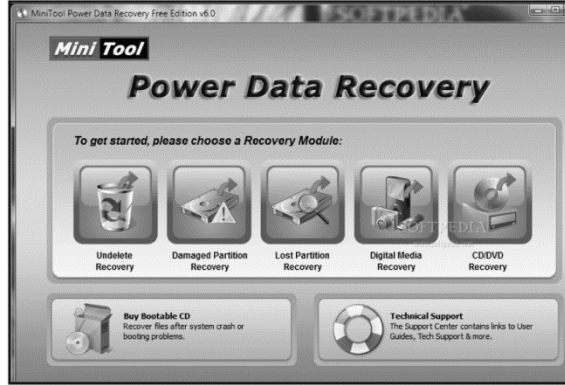 MiniTool Power Data Recovery Free Edition v6.0
SOFTPEDIA
Mini Tool
Power Data Recovery
To get started, please choose a Recovery Module:
Undelete
Recovery
Damaged Partition
Recovery
Lost Partition
Recovery
Digital Media
Recovery
CD/DVD
Recovery
SOFTPEDIA
Buy Bootable CD
Recover files after system crash or
booting problems.
Technical Support
The Support Center contains links to User
Guides, Tech Support & more.